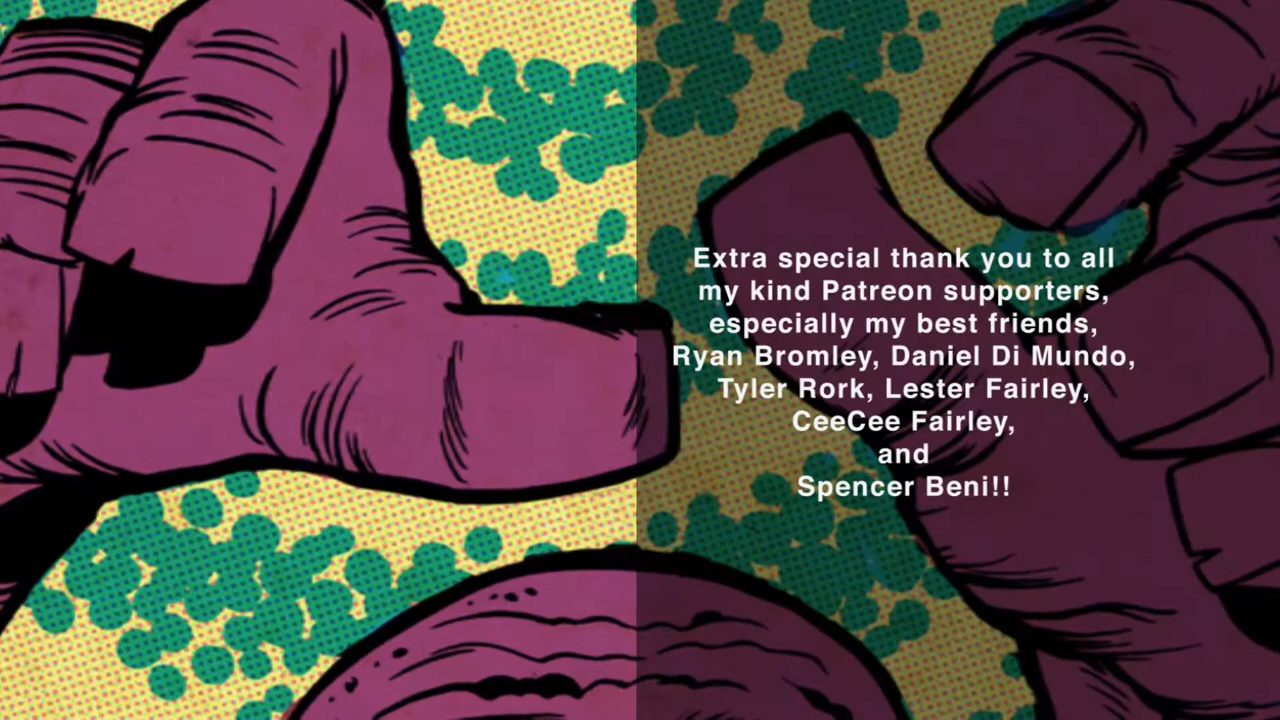 Extra special thank you to all
my kind Patreon supporters,
especially my best friends,
Ryan Bromley, Daniel Di Mundo,
Tyler Rork, Lester Fairley,
CeeCee Fairley,
and
Spencer Beni!!